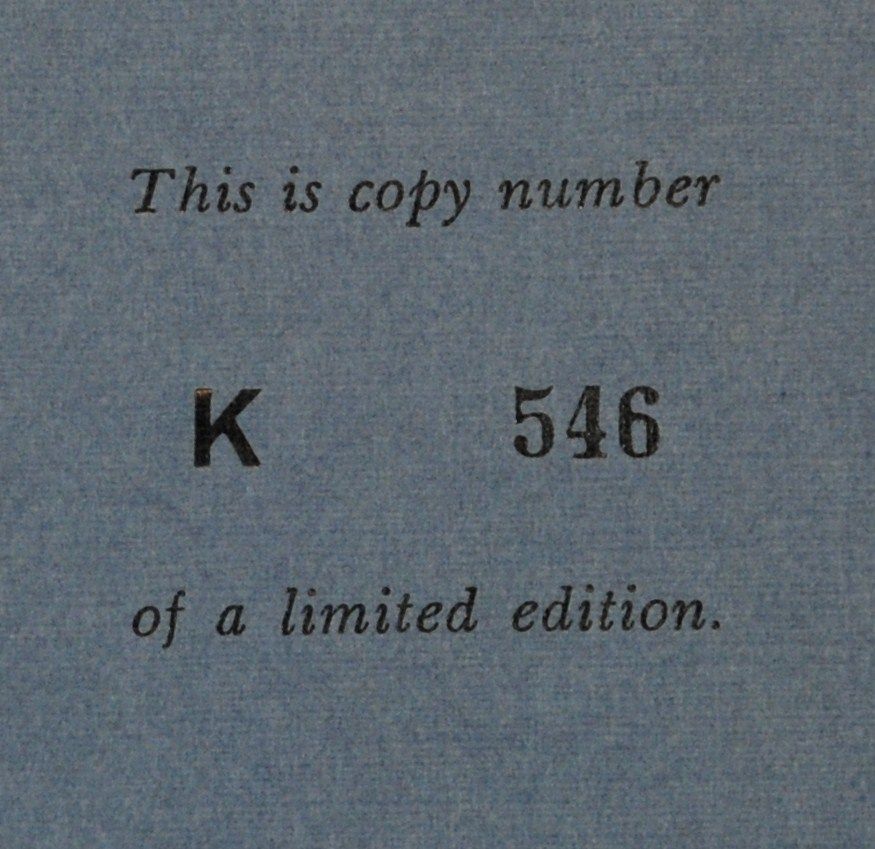 This is copy number
K 546
of a limited edition.